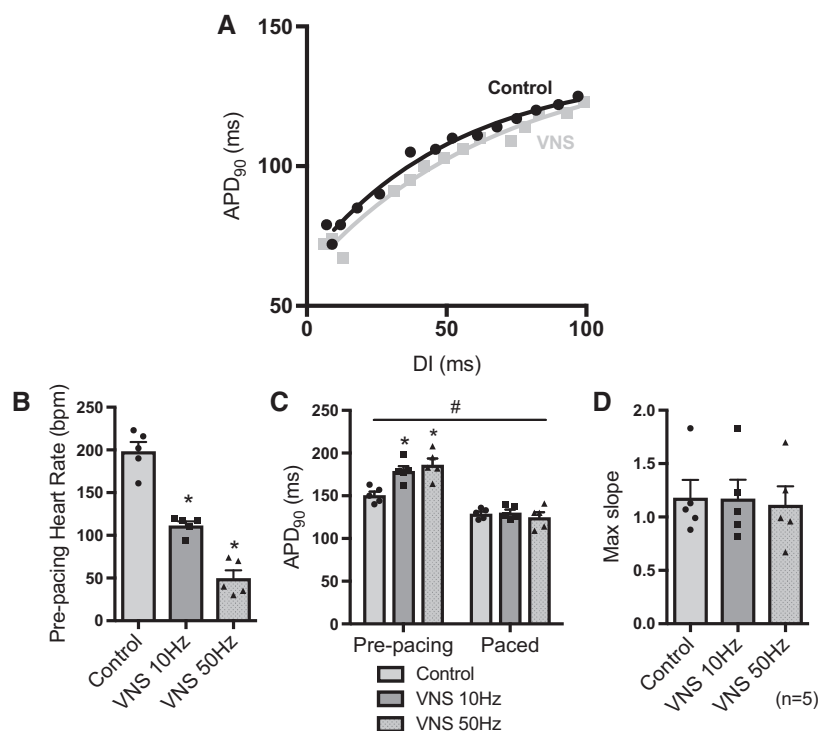 A
150
100
50
APD90 (ms)
Control
VNS
0
50
100
DI (ms)
B
Pre-pacing Heart Rate (bpm)
250
200
150
100
50
0
*
*
Control
VNS 10Hz
VNS 50Hz
C
APD90 (ms)
250
200
150
100
50
0
#
*
*
Pre-pacing
Paced
Control
VNS 10Hz
VNS 50Hz
D
Max slope
2.0
1.5
1.0
0.5
0.0
Control
VNS 10Hz
VNS 50Hz
(n=5)